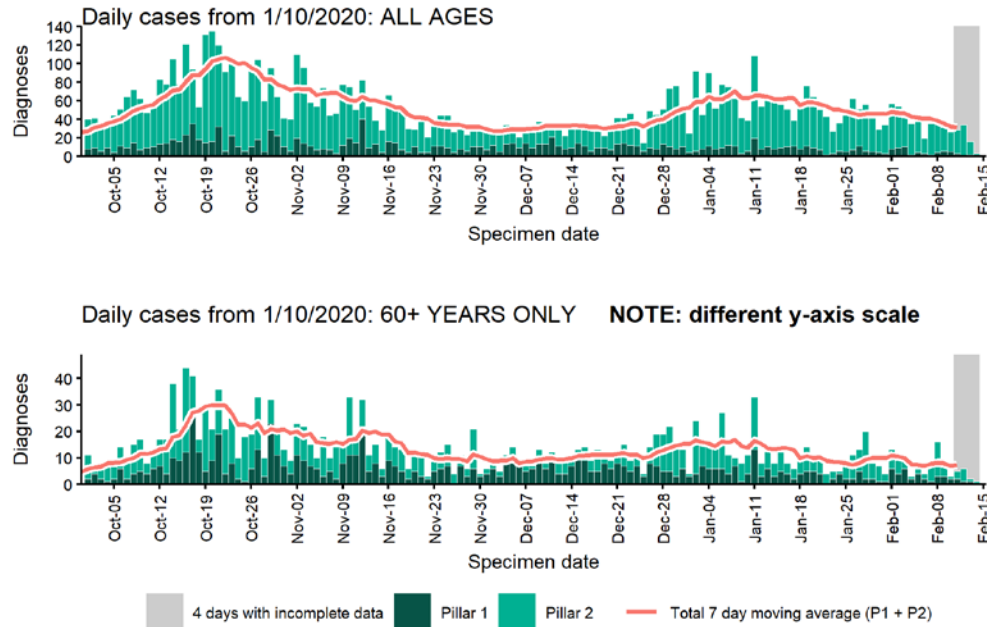 Daily cases from 1/10/2020: ALL AGES
140
120
100
80
60
40
20
0
Diagnoses
Oct-05 Oct-12 Oct-19 Oct-26 Nov-02 Nov-09 Nov-16 Nov-23 Nov-30 Dec-07 Dec-14 Dec-21 Dec-28 Jan-04 Jan-11 Jan-18 Jan-25 Feb-01 Feb-08 Feb-15
Specimen date
Daily cases from 1/10/2020: 60+ YEARS ONLY NOTE: different y-axis scale
40
30
20
10
0
Diagnoses
Oct-05 Oct-12 Oct-19 Oct-26 Nov-02 Nov-09 Nov-16 Nov-23 Nov-30 Dec-07 Dec-14 Dec-21 Dec-28 Jan-04 Jan-11 Jan-18 Jan-25 Feb-01 Feb-08 Feb-15
Specimen date
4 days with incomplete data Pillar 1 Pillar 2 Total 7 day moving average (P1 + P2)